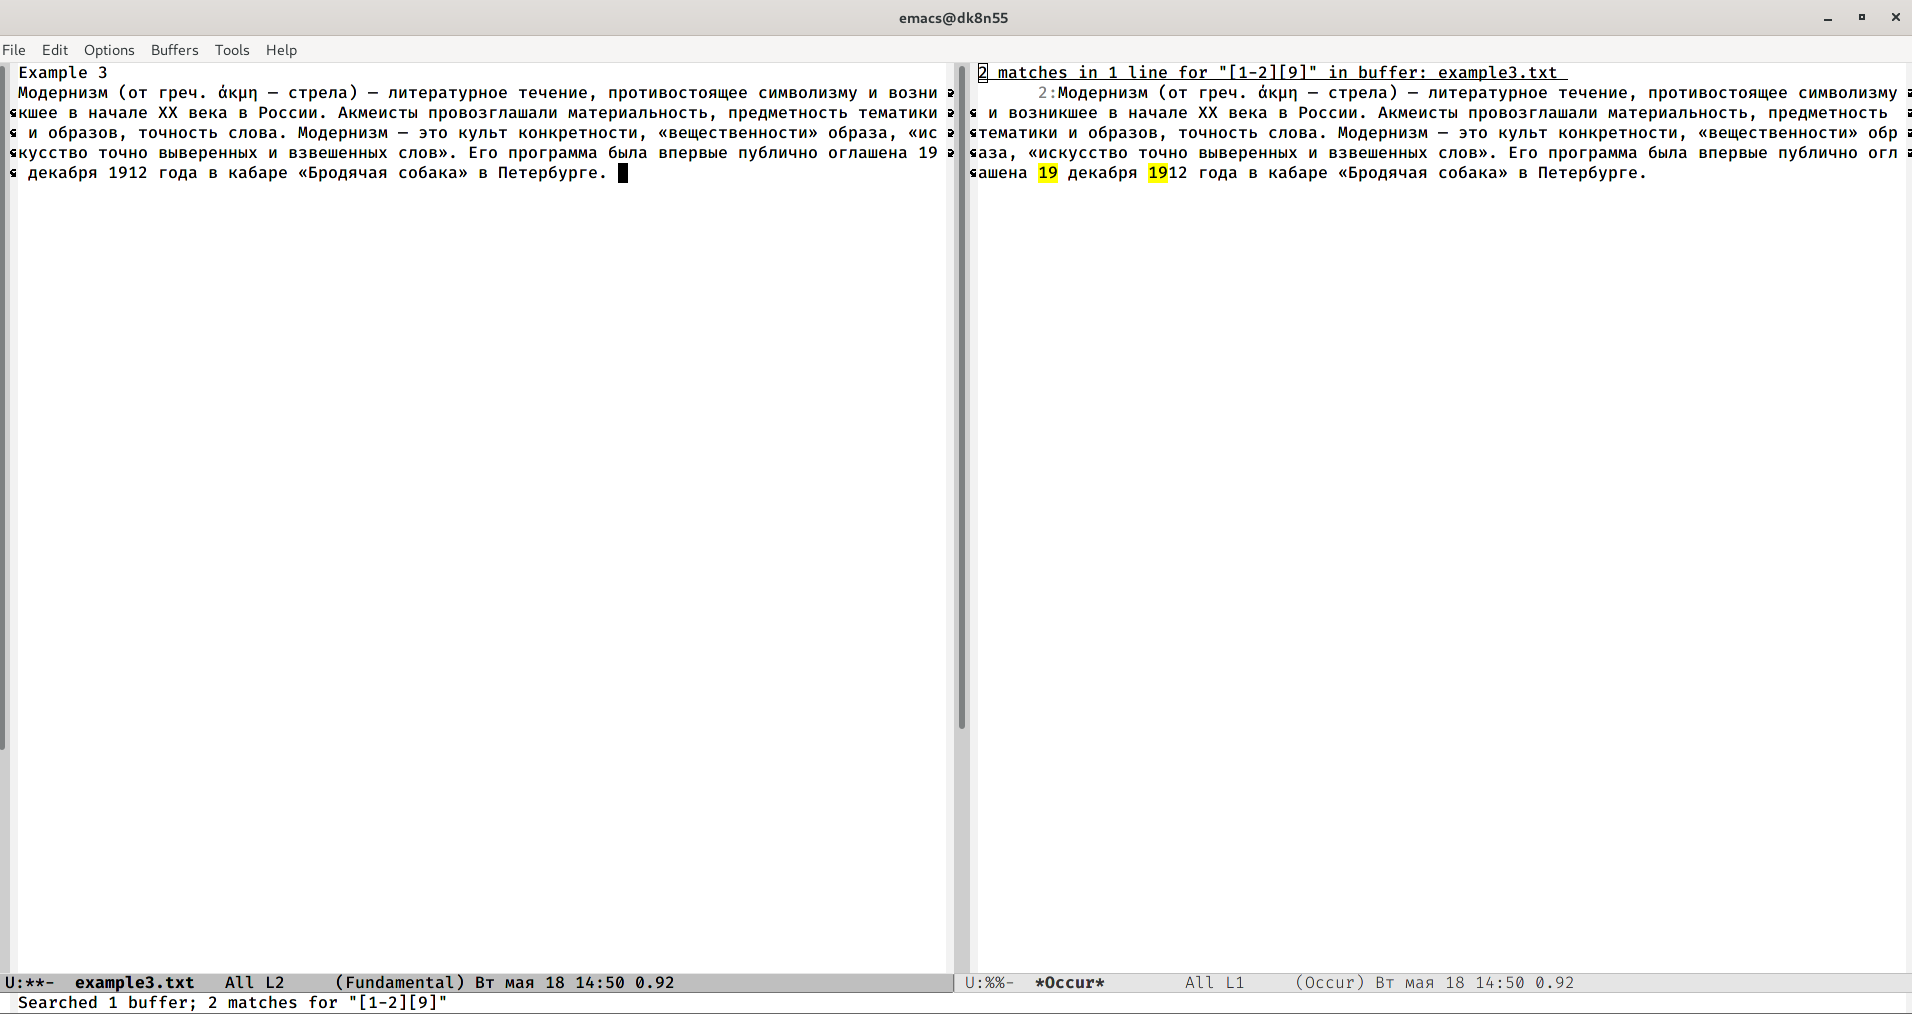 emacs@dk8n55
File Edit Options Buffers Tools Help
Example 3
Модернизм (от греч. άκμη — стрела) — литературное течение, противостоящее символизму и возни
кшее в начале XX века в России. Акмеисты провозглашали материальность, предметность тематики
и образов, точность слова. Модернизм — это культ конкретности, «вещественности» образа, «ис
кусство точно выверенных и взвешенных слов». Его программа была впервые публично оглашена 19
декабря 1912 года в кабаре «Бродячая собака» в Петербурге.
U:**- example3.txt All L2 (Fundamental) Вт мая 18 14:50 0.92
2 matches in 1 line for "[1-2][9]" in buffer: example3.txt
2:Модернизм (от греч. άκμη — стрела) — литературное течение, противостоящее символизму
и возникшее в начале XX века в России. Акмеисты провозглашали материальность, предметность
тематики и образов, точность слова. Модернизм — это культ конкретности, «вещественности» обр
аза, «искусство точно выверенных и взвешенных слов». Его программа была впервые публично огл
ашена 19 декабря 1912 года в кабаре «Бродячая собака» в Петербурге.
U:%%- *Occur* All L1 (Occur) Вт мая 18 14:50 0.92
Searched 1 buffer; 2 matches for "[1-2][9]"